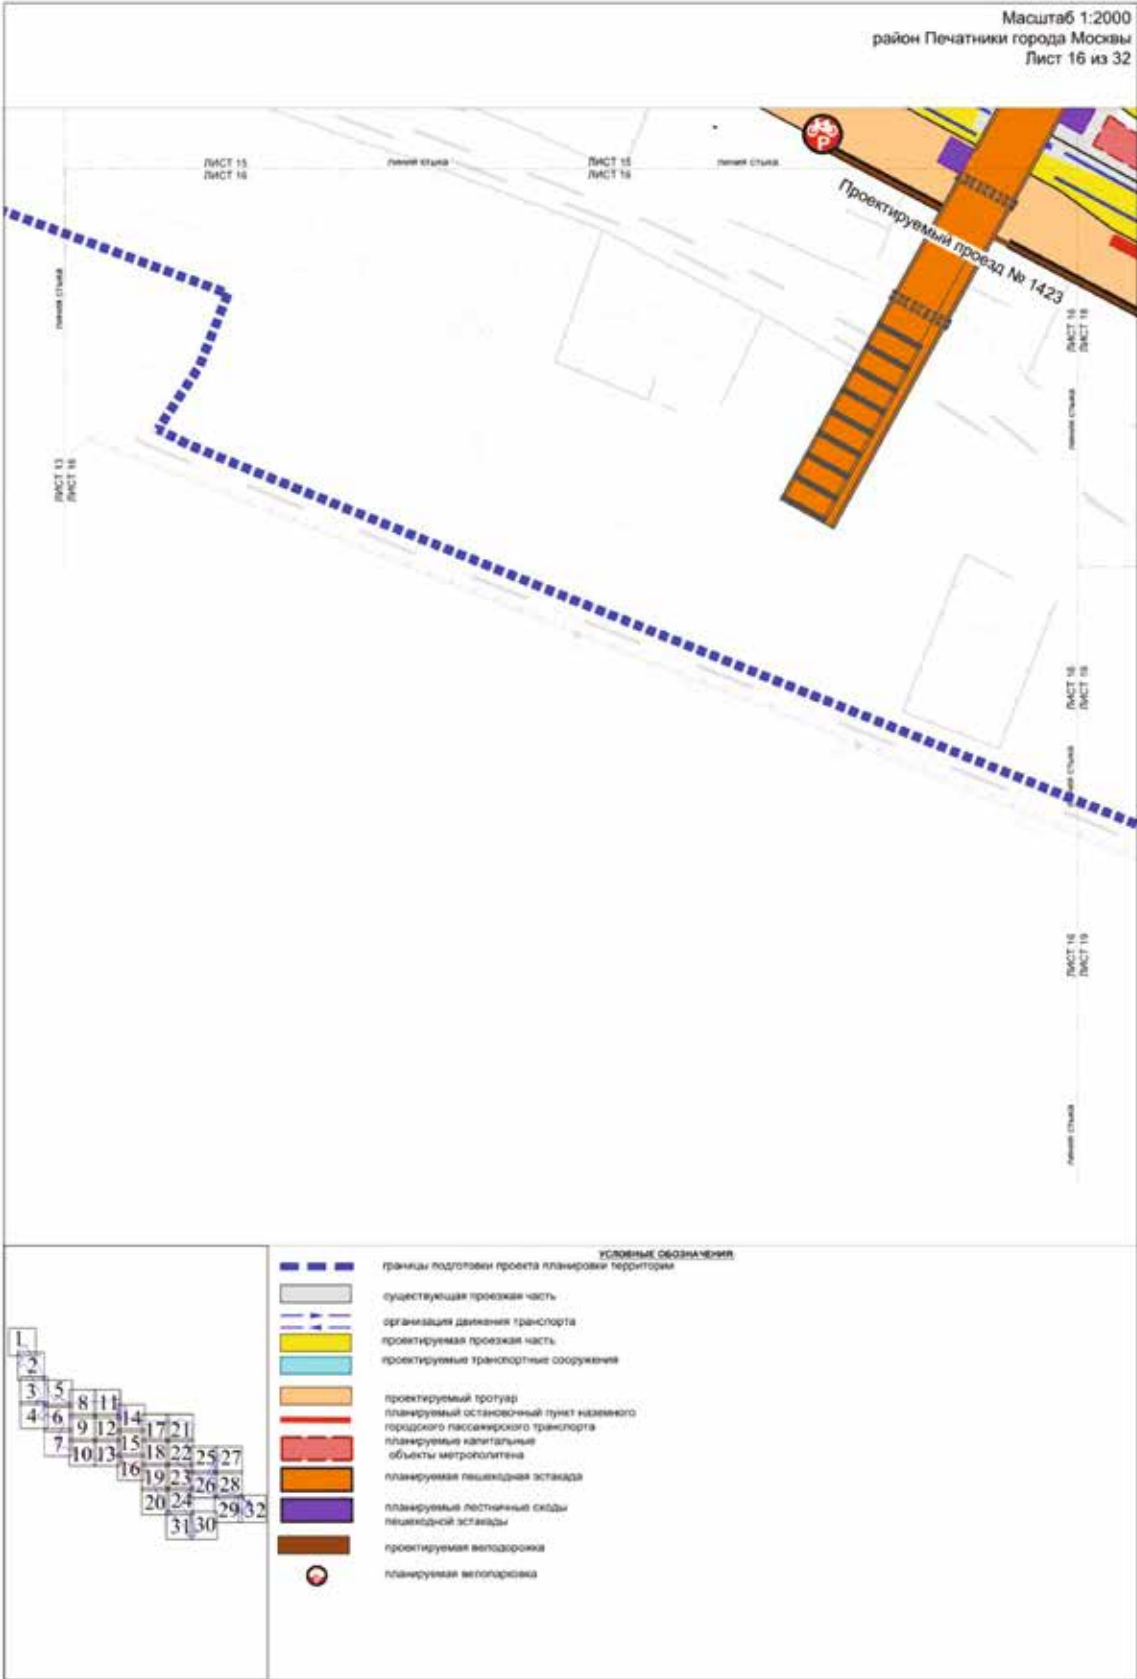 Масштаб 1:2000
район Печатники города Москвы
Лист 16 из 32
P
ЛИСТ 15
ЛИСТ 16
линия стыка
ЛИСТ 15
ЛИСТ 16
линия стыка
Проектируемый проезд № 1423
линия стыка
ЛИСТ 13
ЛИСТ 16
ЛИСТ 16
ЛИСТ 18
линия стыка
ЛИСТ 16
ЛИСТ 19
линия стыка
ЛИСТ 16
ЛИСТ 19
линия стыка
УСЛОВНЫЕ ОБОЗНАЧЕНИЯ
границы подготовки проекта планировки территории
существующая проезжая часть
организация движения транспорта
проектируемая проезжая часть
проектируемые транспортные сооружения
проектируемый тротуар
планируемый остановочный пункт наземного
городского пассажирского транспорта
планируемые капитальные
объекты метрополитена
планируемая пешеходная эстакада
планируемые лестничные сходы
пешеходной эстакады
проектируемая велодорожка
планируемая велопарковка
1
2
3 5
8 11
4 6
14
9 12
17 21
7
15
10 13
18 22
25 27
16
19 23
26 28
20 24
29 32
31 30